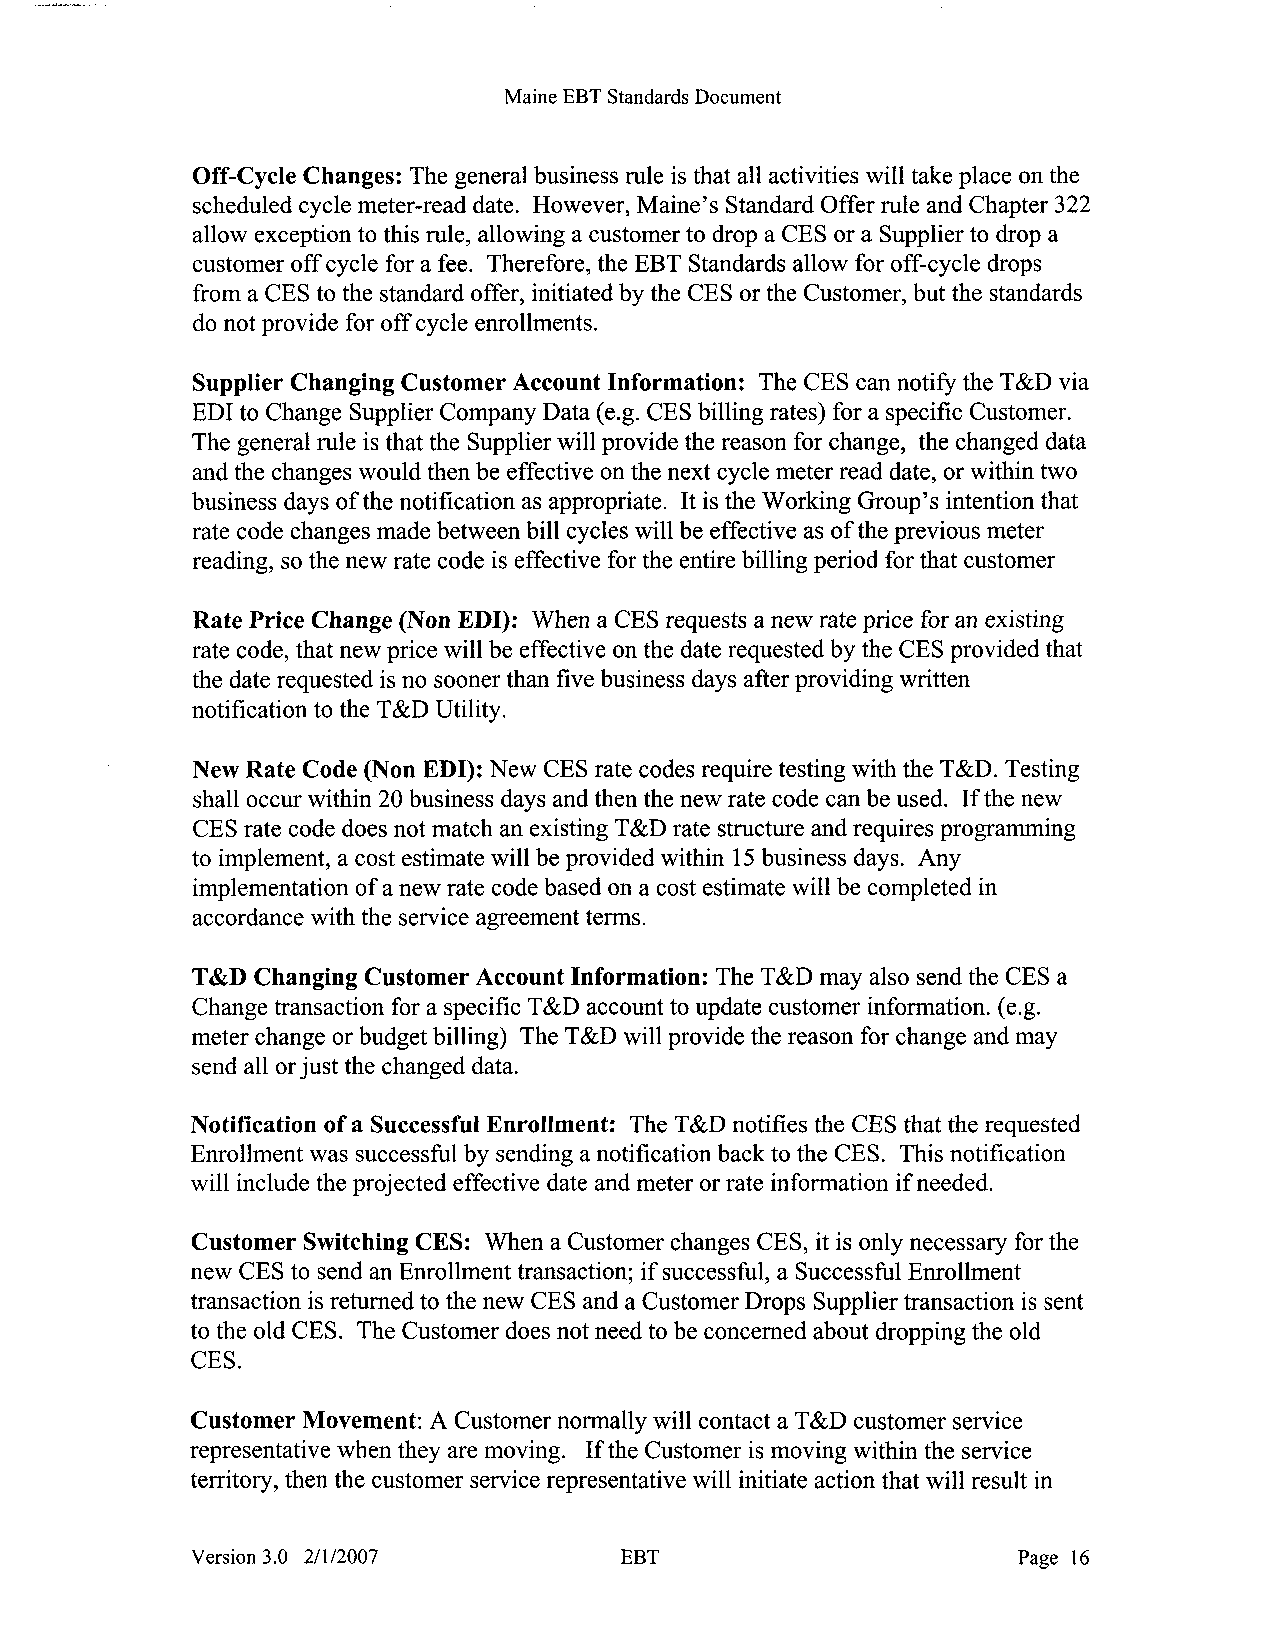 Maine EBT Standards Document
Off-Cycle Changes: The general business rule is that all activities will take place on the
scheduled cycle meter-read date. However, Maine's Standard Offer rule and Chapter 322
allow exception to this rule, allowing a customer to drop a CES or a Supplier to drop a
customer off cycle for a fee. Therefore, the EBT Standards allow for off-cycle drops
from a CES to the standard offer, initiated by the CES or the Customer, but the standards
do not provide for off cycle enrollments.
Supplier Changing Customer Account Information: The CES can notify the T&D via
EDI to Change Supplier Company Data (e.g. CES billing rates) for a specific Customer.
The general rule is that the Supplier will provide the reason for change, the changed data
and the changes would then be effective on the next cycle meter read date, or within two
business days of the notification as appropriate. It is the Working Group's intention that
rate code changes made between bill cycles will be effective as of the previous meter
reading, so the new rate code is effective for the entire billing period for that customer
Rate Price Change (Non EDI): When a CES requests a new rate price for an existing
rate code, that new price will be effective on the date requested by the CES provided that
the date requested is no sooner than five business days after providing written
notification to the T&D Utility.
New Rate Code (Non EDI): New CES rate codes require testing with the T&D. Testing
shall occur within 20 business days and then the new rate code can be used. If the new
CES rate code does not match an existing T&D rate structure and requires programming
to implement, a cost estimate will be provided within 15 business days. Any
implementation of a new rate code based on a cost estimate will be completed in
accordance with the service agreement terms.
T&D Changing Customer Account Information: The T&D may also send the CES a
Change transaction for a specific T&D account to update customer information. (e.g.
meter change or budget billing) The T&D will provide the reason for change and may
send all or just the changed data.
Notification of a Successful Enrollment: The T&D notifies the CES that the requested
Enrollment was successful by sending a notification back to the CES. This notification
will include the projected effective date and meter or rate information if needed.
Customer Switching CES: When a Customer changes CES, it is only necessary for the
new CES to send an Enrollment transaction; if successful, a Successful Enrollment
transaction is returned to the new CES and a Customer Drops Supplier transaction is sent
to the old CES. The Customer does not need to be concerned about dropping the old
CES.
Customer Movement: A Customer normally will contact a T&D customer service
representative when they are moving. If the Customer is moving within the service
territory, then the customer service representative will initiate action that will result in
Version 3.0 2/1/2007 EBT Page 16